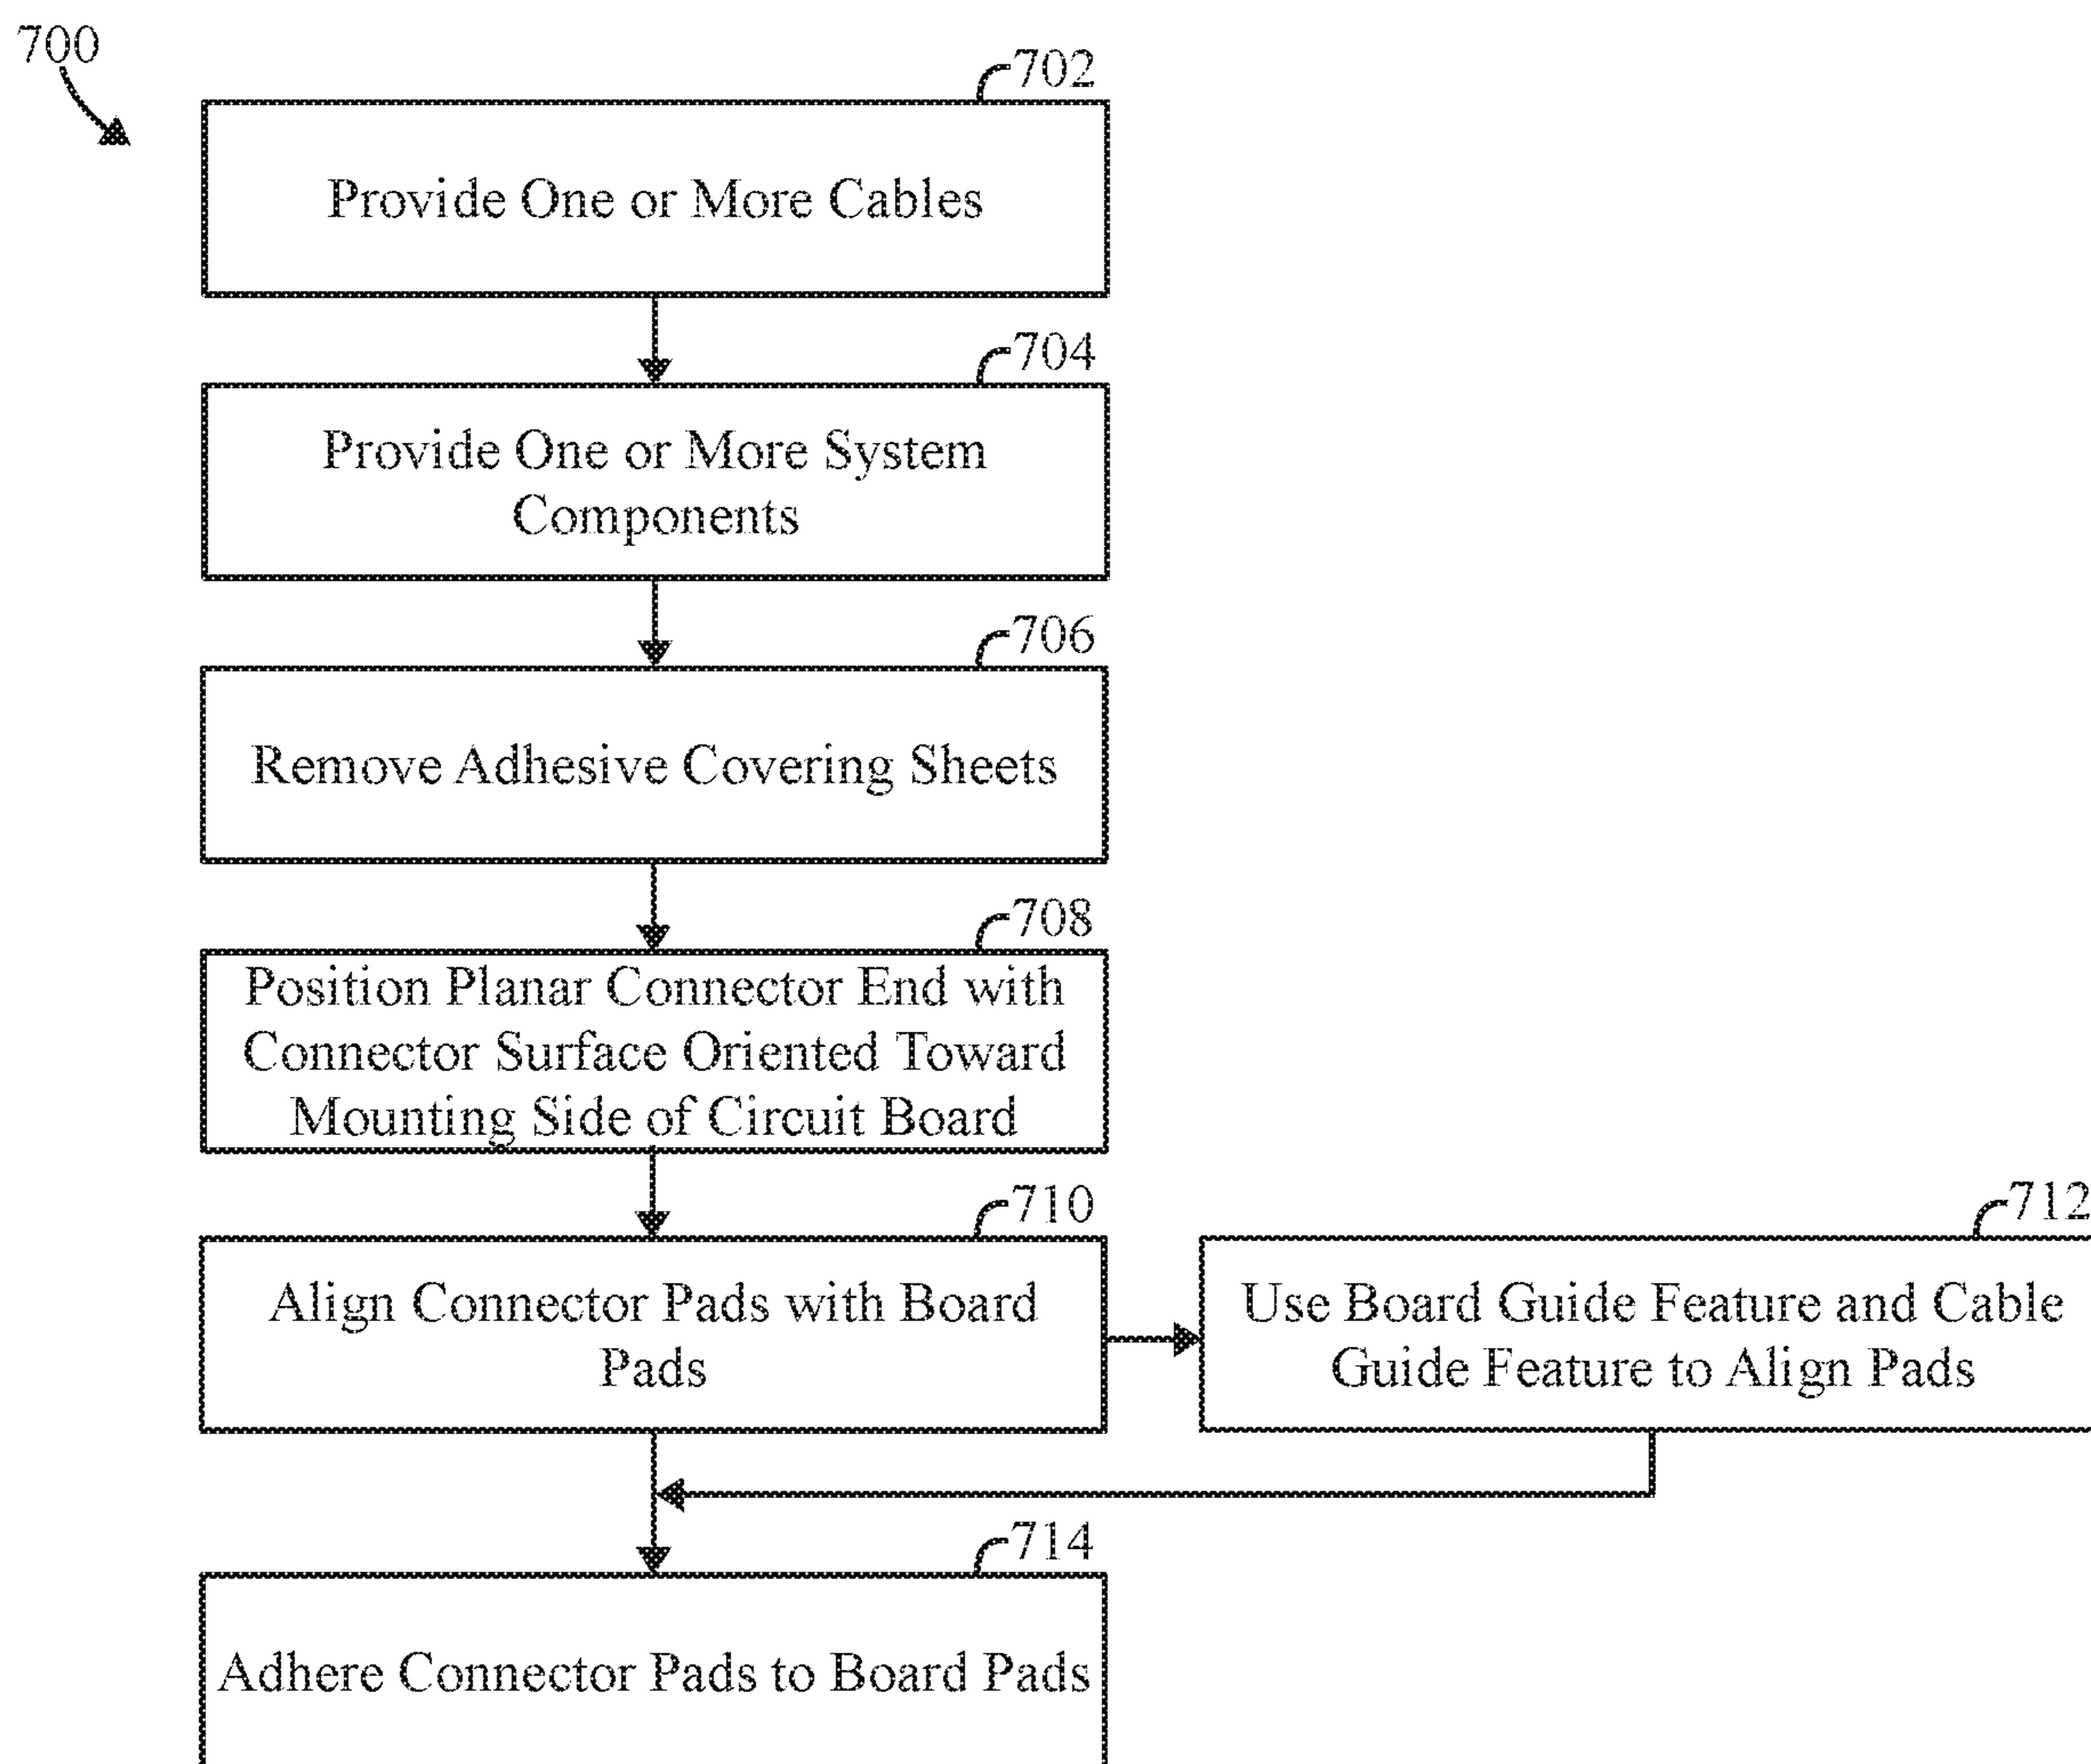 700
702
Provide One or More Cables
704
Provide One or More System
Components
706
Remove Adhesive Covering Sheets
708
Position Planar Connector End with
Connector Surface Oriented Toward
Mounting Side of Circuit Board
710
Align Connector Pads with Board
Pads
712
Use Board Guide Feature and Cable
Guide Feature to Align Pads
714
Adhere Connector Pads to Board Pads